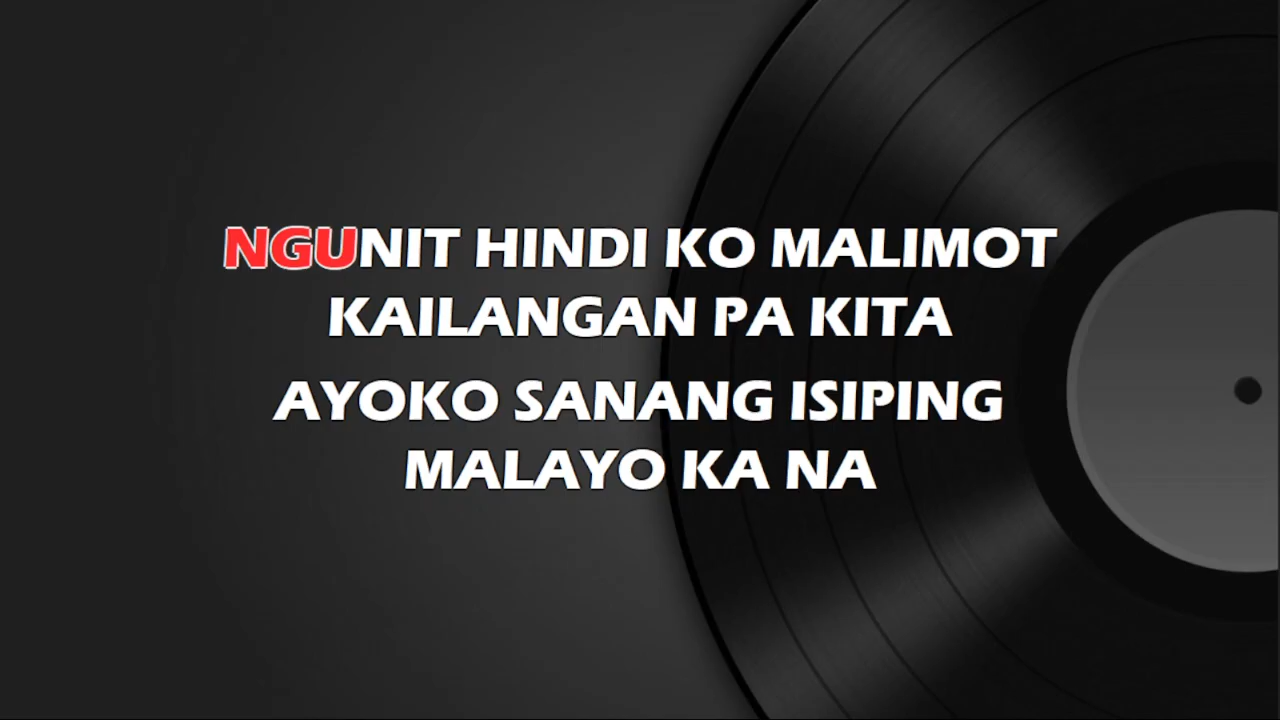 NGUNIT HINDI KO MALIMOT
KAILANGAN PA KITA
AYOKO SANANG ISIPING
MALAYO KA NA